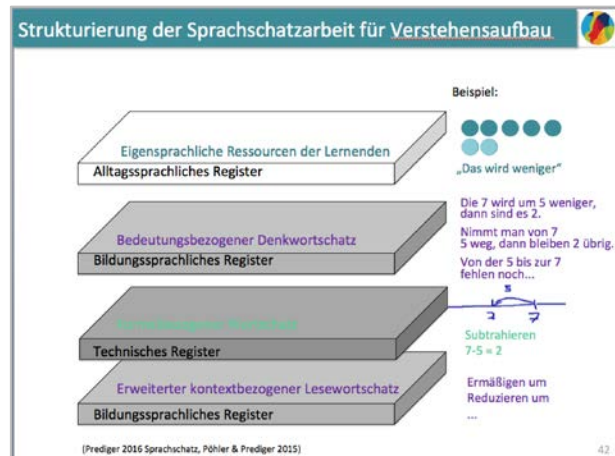 Strukturierung der Sprachschatzarbeit für Verstehensaufbau
Beispiel:
Eigensprachliche Ressourcen der Lernenden
Alltagssprachliches Register
„Das wird weniger“
Bedeutungsbezogener Denkwortschatz
Bildungssprachliches Register
Die 7 wird um 5 weniger,
dann sind es 2.
Nimmt man von 7
5 weg, dann bleiben 2 übrig.
Von der 5 bis zur 7
fehlen noch...
5
2 7
Technisches Register
Subtrahieren
7-5 = 2
Erweiterter kontextbezogener Lesewortschatz
Bildungssprachliches Register
Ermäßigen um
Reduzieren um
...
(Prediger 2016 Sprachschatz, Pöhler & Prediger 2015)
42